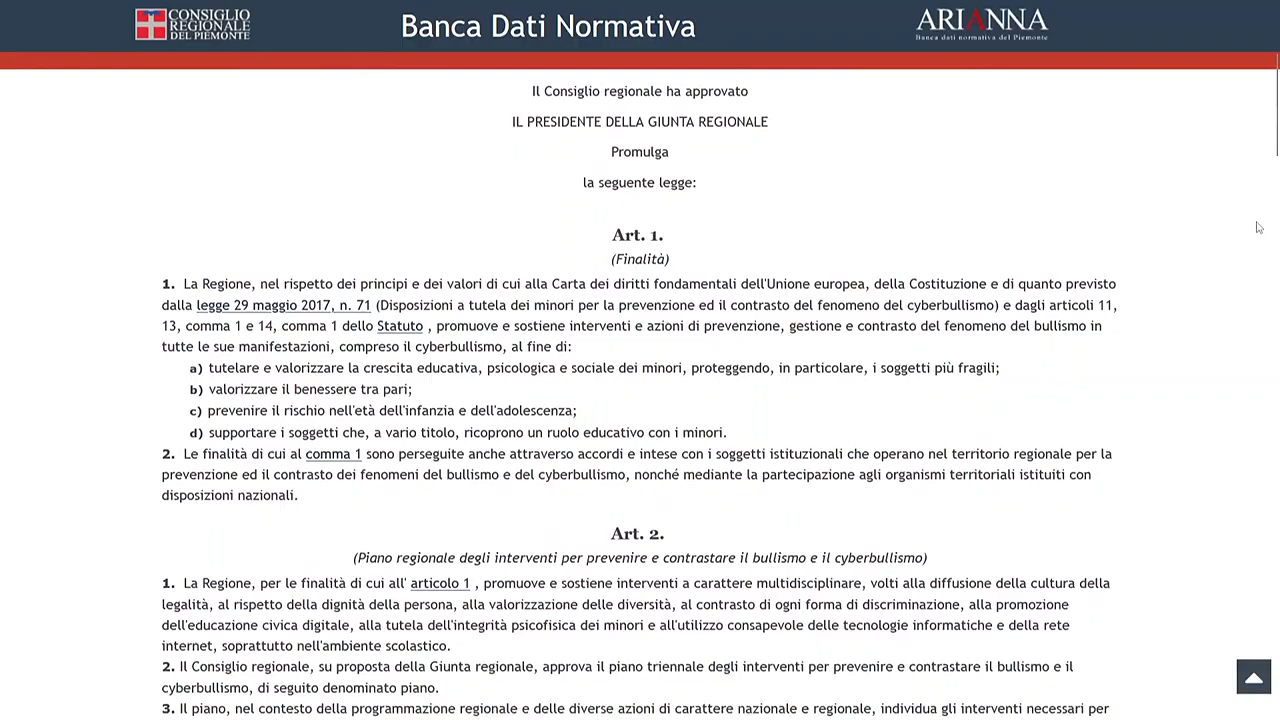 CONSIGLIO
REGIONALE
DEL PIEMONTE
Banca Dati Normativa
ARIANNA
Banca dati normativa del Piemonte
Il Consiglio regionale ha approvato
IL PRESIDENTE DELLA GIUNTA REGIONALE
Promulga
la seguente legge:
Art. 1.
(Finalità)
1. La Regione, nel rispetto dei principi e dei valori di cui alla Carta dei diritti fondamentali dell'Unione europea, della Costituzione e di quanto previsto
dalla legge 29 maggio 2017, n. 71 (Disposizioni a tutela dei minori per la prevenzione ed il contrasto del fenomeno del cyberbullismo) e dagli articoli 11,
13, comma 1 e 14, comma 1 dello Statuto , promuove e sostiene interventi e azioni di prevenzione, gestione e contrasto del fenomeno del bullismo in
tutte le sue manifestazioni, compreso il cyberbullismo, al fine di:
a) tutelare e valorizzare la crescita educativa, psicologica e sociale dei minori, proteggendo, in particolare, i soggetti più fragili;
b) valorizzare il benessere tra pari;
c) prevenire il rischio nell'età dell'infanzia e dell'adolescenza;
d) supportare i soggetti che, a vario titolo, ricoprono un ruolo educativo con i minori.
2. Le finalità di cui al comma 1 sono perseguite anche attraverso accordi e intese con i soggetti istituzionali che operano nel territorio regionale per la
prevenzione ed il contrasto dei fenomeni del bullismo e del cyberbullismo, nonché mediante la partecipazione agli organismi territoriali istituiti con
disposizioni nazionali.
Art. 2.
(Piano regionale degli interventi per prevenire e contrastare il bullismo e il cyberbullismo)
1. La Regione, per le finalità di cui all' articolo 1 , promuove e sostiene interventi a carattere multidisciplinare, volti alla diffusione della cultura della
legalità, al rispetto della dignità della persona, alla valorizzazione delle diversità, al contrasto di ogni forma di discriminazione, alla promozione
dell'educazione civica digitale, alla tutela dell'integrità psicofisica dei minori e all'utilizzo consapevole delle tecnologie informatiche e della rete
internet, soprattutto nell'ambiente scolastico.
2. Il Consiglio regionale, su proposta della Giunta regionale, approva il piano triennale degli interventi per prevenire e contrastare il bullismo e il
cyberbullismo, di seguito denominato piano.
3. Il piano, nel contesto della programmazione regionale e delle diverse azioni di carattere nazionale e regionale, individua gli interventi necessari per